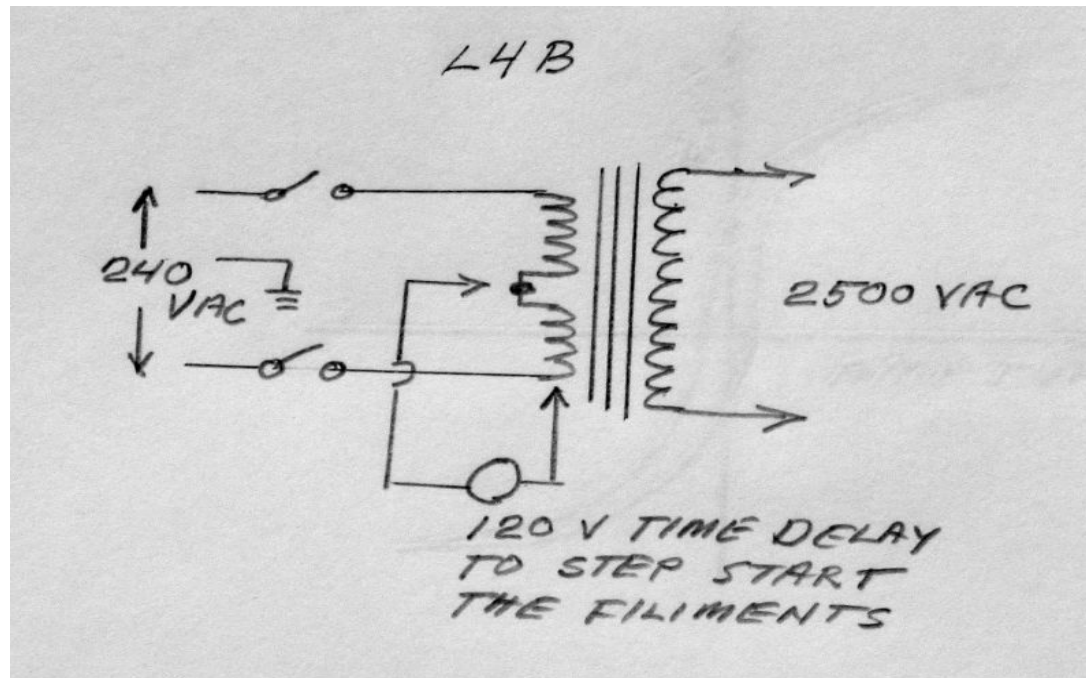 L4B
240
VAC
2500 VAC
120 V TIME DELAY
TO STEP START
THE FILIMENTS